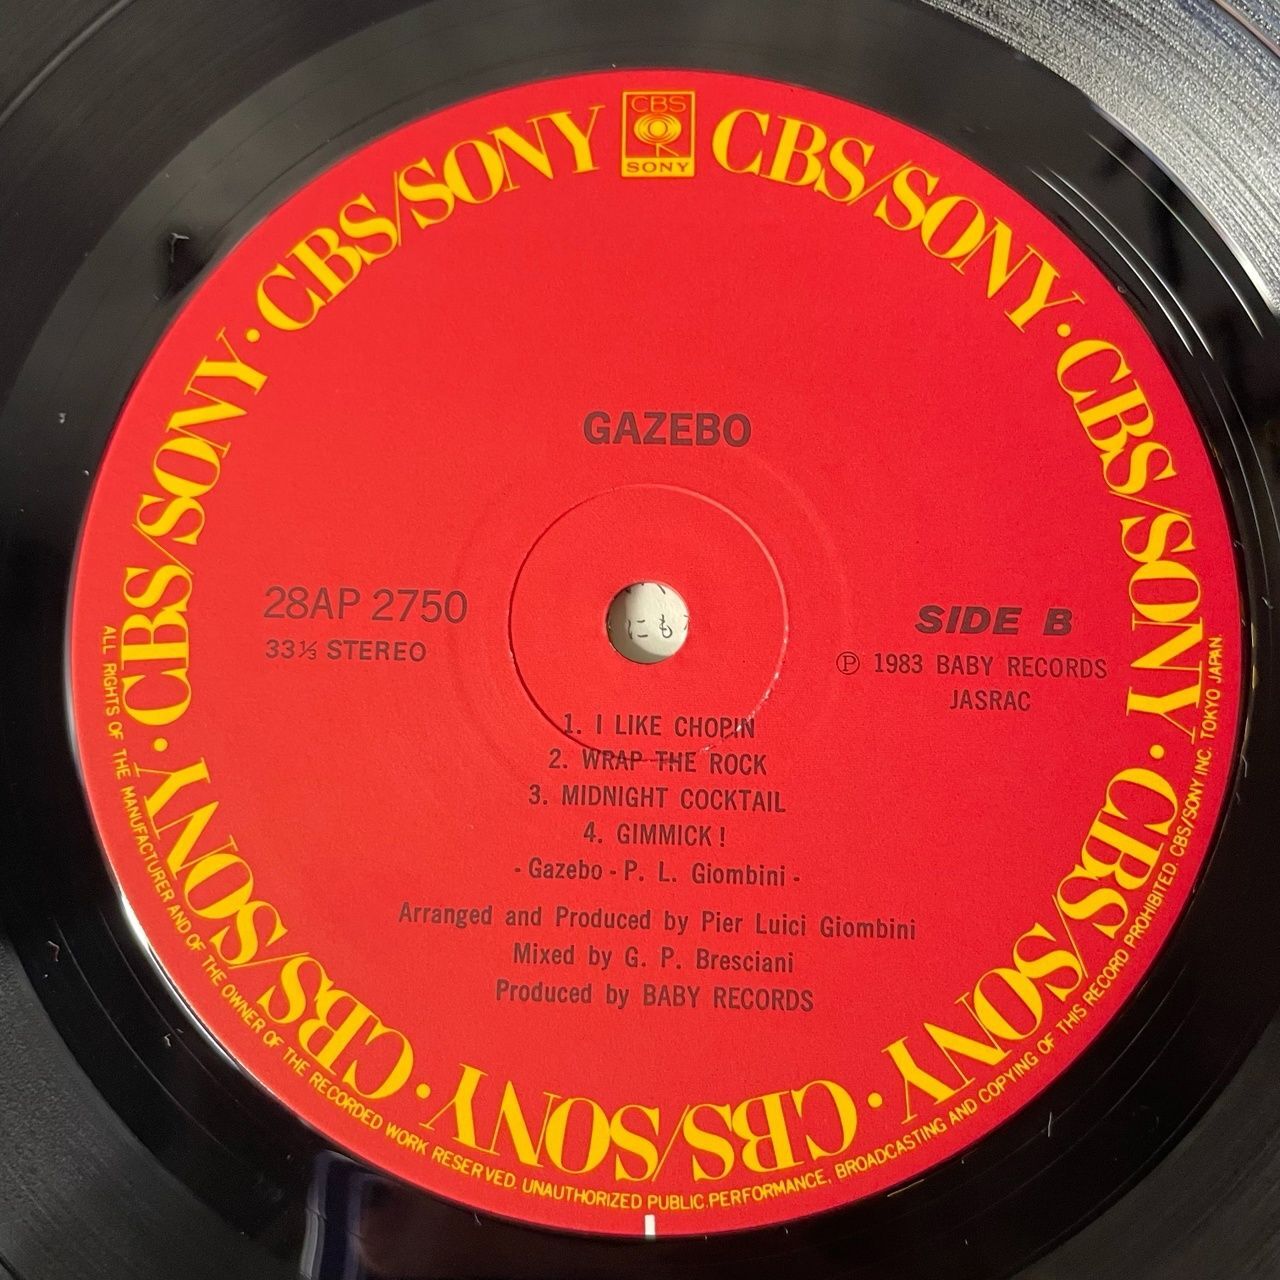 CBS
SONY
CBS/SONY · CBS/SONY · CBS/SONY · CBS/SONY · CBS/SONY · CBS/SONY · CBS/SONY
GAZEBO
28AP 2750
33⅓ STEREO
SIDE B
Ⓟ 1983 BABY RECORDS
JASRAC
にも
1. I LIKE CHOPIN
2. WRAP THE ROCK
3. MIDNIGHT COCKTAIL
4. GIMMICK!
- Gazebo - P. L. Giombini -
Arranged and Produced by Pier Luici Giombini
Mixed by G. P. Bresciani
Produced by BABY RECORDS
ALL RIGHTS OF THE MANUFACTURER AND OF THE OWNER OF THE RECORDED WORK RESERVED. UNAUTHORIZED PUBLIC PERFORMANCE, BROADCASTING AND COPYING OF THIS RECORD PROHIBITED. CBS/SONY INC. TOKYO JAPAN